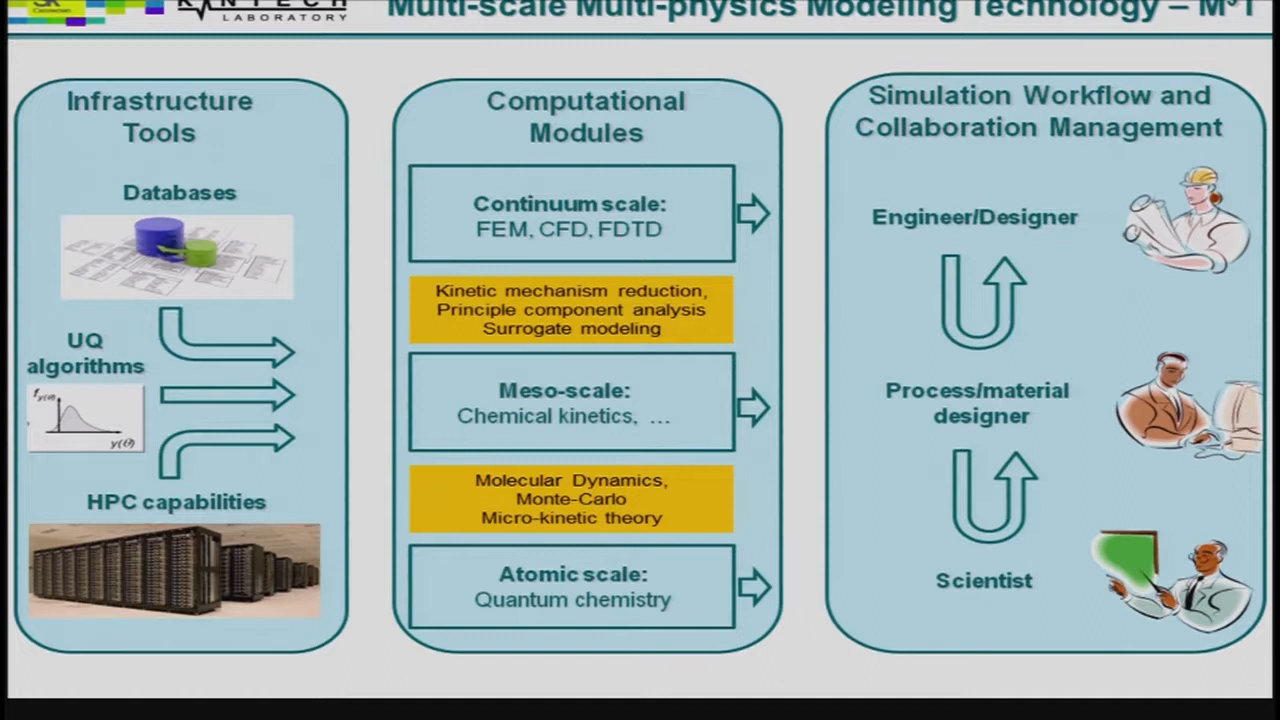 KINTECH
LABORATORY
Multi-scale Multi-physics Modeling Technology – M³T
Infrastructure
Tools
Databases
UQ
algorithms
fy(θ)
y(θ)
HPC capabilities
Computational
Modules
Continuum scale:
FEM, CFD, FDTD
Kinetic mechanism reduction,
Principle component analysis
Surrogate modeling
Meso-scale:
Chemical kinetics, …
Molecular Dynamics,
Monte-Carlo
Micro-kinetic theory
Atomic scale:
Quantum chemistry
Simulation Workflow and
Collaboration Management
Engineer/Designer
Process/material
designer
Scientist